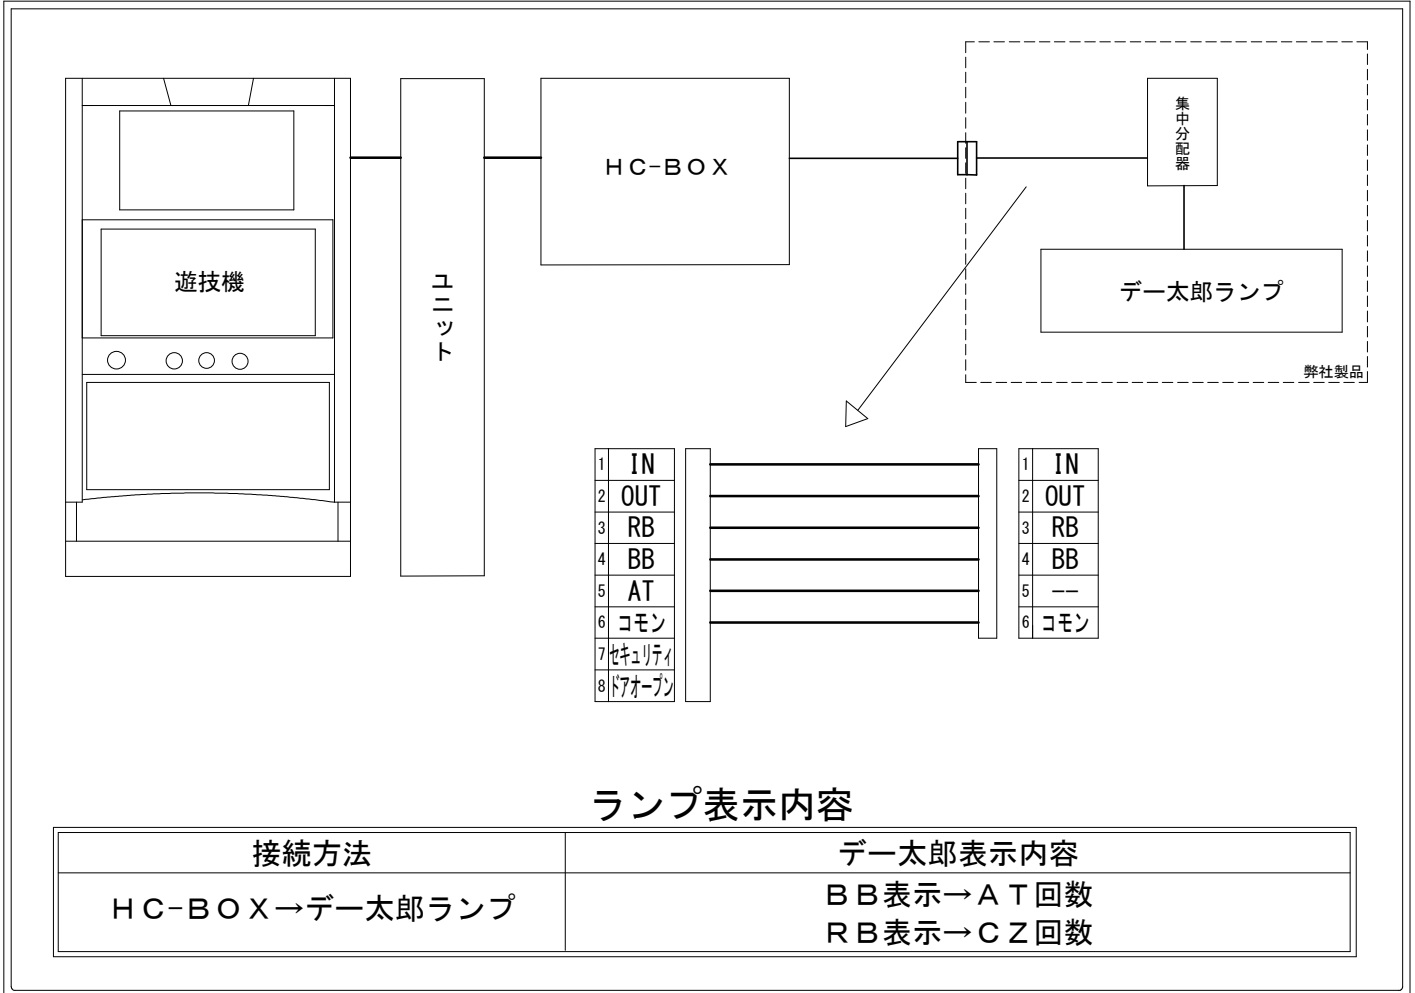 集中分配器
ＨＣ−ＢＯＸ
遊技機
ユニット
デー太郎ランプ
弊社製品
1 IN
2 OUT
3 RB
4 BB
5 AT
6 コモン
7 セキュリティ
8 ドアオープン
1 IN
2 OUT
3 RB
4 BB
5 −−
6 コモン
ランプ表示内容
接続方法 デー太郎表示内容
ＨＣ−ＢＯＸ→デー太郎ランプ
ＢＢ表示→ＡＴ回数
ＲＢ表示→ＣＺ回数